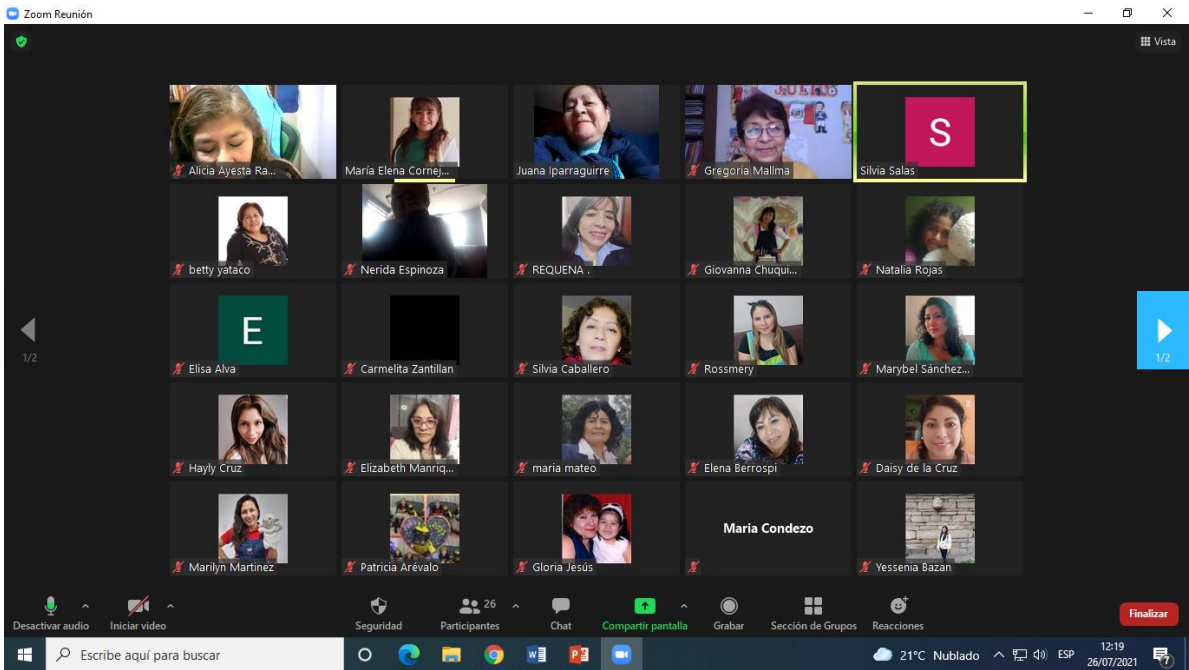 Zoom Reunión
Vista
JULIO
Alicia Ayesta Ra...
María Elena Cornej...
Juana Iparraguirre
Gregoria Mallma
S
Silvia Salas
betty yataco
Nerida Espinoza
REQUENA .
Giovanna Chuqui...
Natalia Rojas
E
Elisa Alva
Carmelita Zantillan
Silvia Caballero
Rossmery
Marybel Sánchez...
1/2
1/2
Hayly Cruz
Elizabeth Manriq...
maria mateo
Elena Berrospi
Daisy de la Cruz
Marilyn Martinez
Patricia Arévalo
Gloria Jesús
Maria Condezo
Yessenia Bazan
Desactivar audio
Iniciar video
Seguridad
26
Participantes
Chat
Compartir pantalla
Grabar
Sección de Grupos
Reacciones
Finalizar
Escribe aquí para buscar
21°C Nublado
ESP
12:19
26/07/2021
7